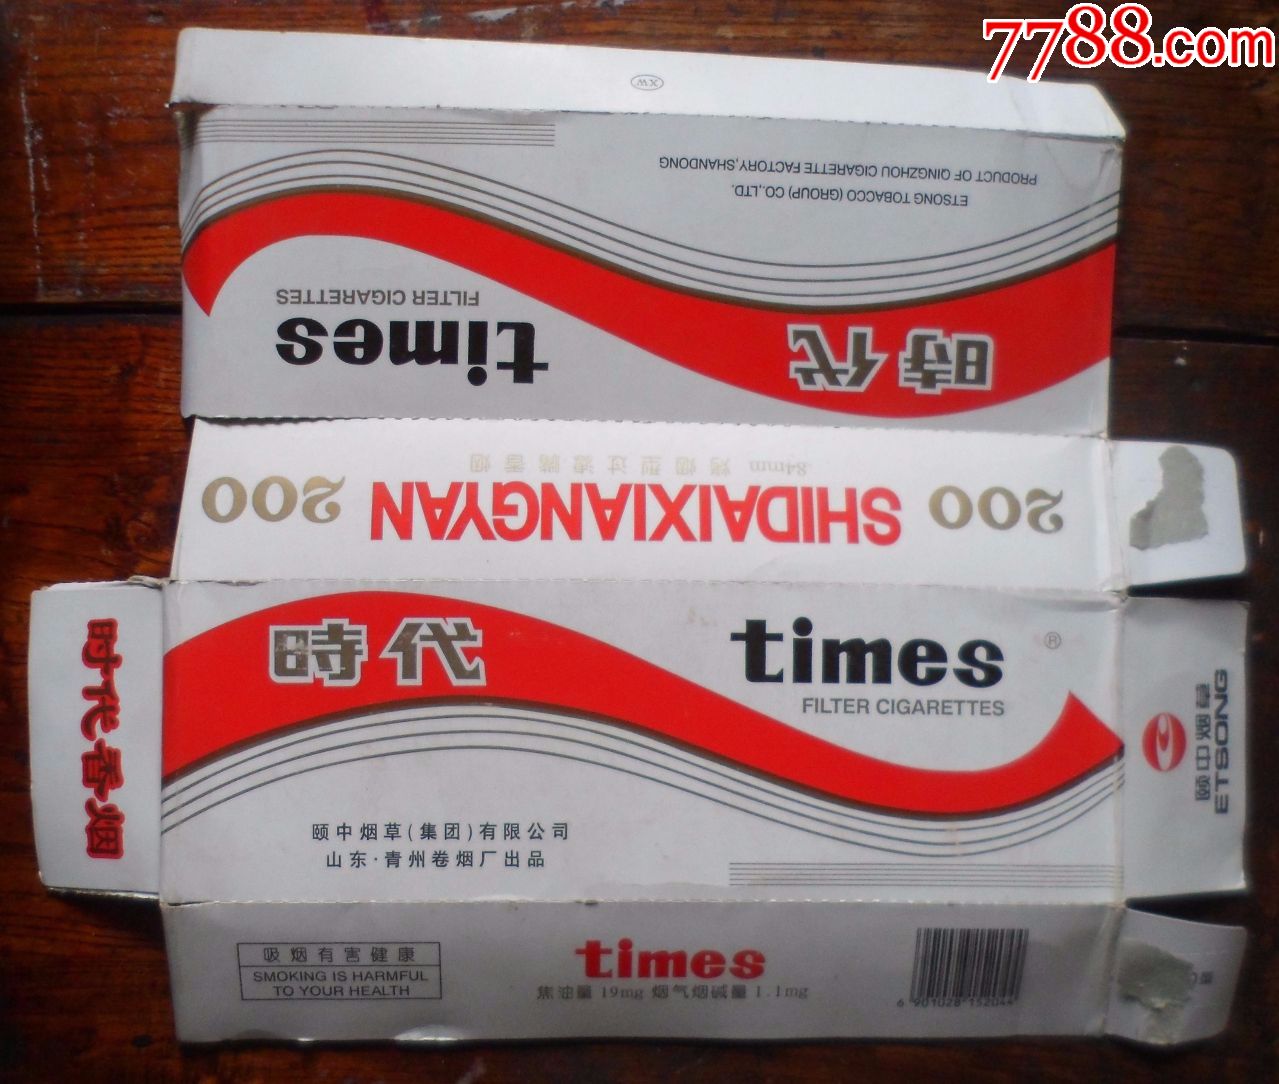 7788.com
XW
PRODUCT OF QINGZHOU CIGARETTE FACTORY,SHANDONG
ETSONG TOBACCO (GROUP) CO.,LTD.
FILTER CIGARETTES
times
時代
84mm 烤烟型过滤嘴香烟
200 SHIDAIXIANGYAN 200
時代
times ®
FILTER CIGARETTES
颐中烟草(集团)有限公司
山东·青州卷烟厂出品
时代香烟
颐中烟草
ETSONG
吸烟有害健康
SMOKING IS HARMFUL
TO YOUR HEALTH
times
焦油量 19mg 烟气烟碱量 1.1mg
6 901028 152044